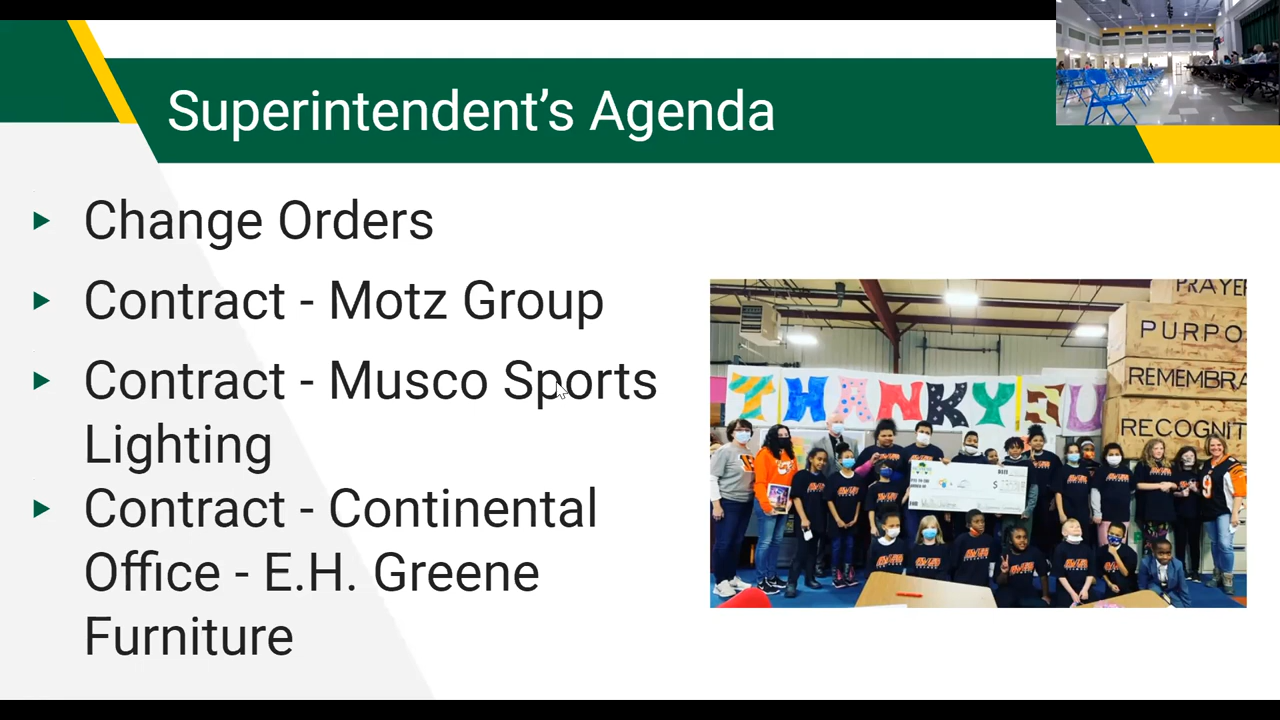 Superintendent’s Agenda
Change Orders
Contract - Motz Group
Contract - Musco Sports
Lighting
Contract - Continental
Office - E.H. Greene
Furniture
PRAYER
PURPO
REMEMBRA
RECOGNIT
THANK YOU